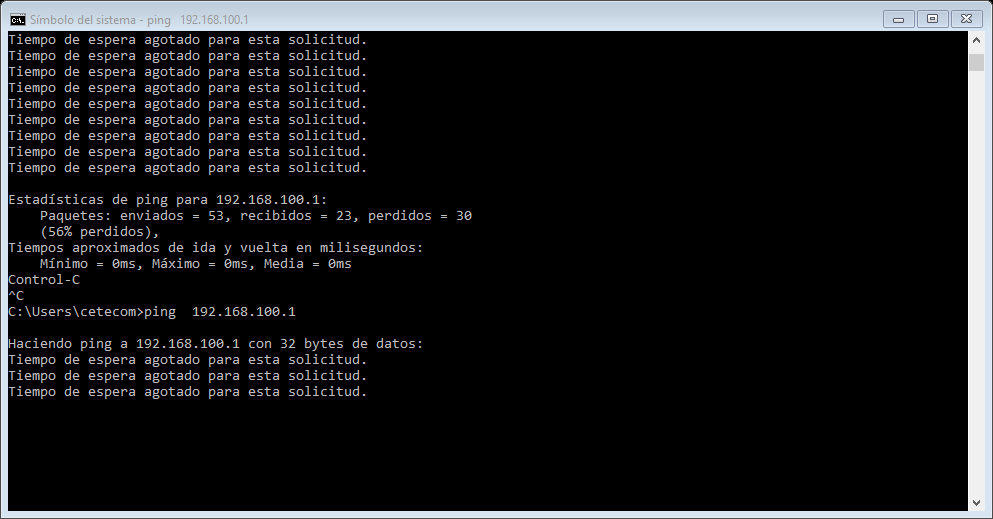 Símbolo del sistema - ping 192.168.100.1
Tiempo de espera agotado para esta solicitud.
Tiempo de espera agotado para esta solicitud.
Tiempo de espera agotado para esta solicitud.
Tiempo de espera agotado para esta solicitud.
Tiempo de espera agotado para esta solicitud.
Tiempo de espera agotado para esta solicitud.
Tiempo de espera agotado para esta solicitud.
Tiempo de espera agotado para esta solicitud.
Tiempo de espera agotado para esta solicitud.

Estadísticas de ping para 192.168.100.1:
    Paquetes: enviados = 53, recibidos = 23, perdidos = 30
    (56% perdidos),
Tiempos aproximados de ida y vuelta en milisegundos:
    Mínimo = 0ms, Máximo = 0ms, Media = 0ms
Control-C
^C
C:\Users\cetecom>ping  192.168.100.1

Haciendo ping a 192.168.100.1 con 32 bytes de datos:
Tiempo de espera agotado para esta solicitud.
Tiempo de espera agotado para esta solicitud.
Tiempo de espera agotado para esta solicitud.